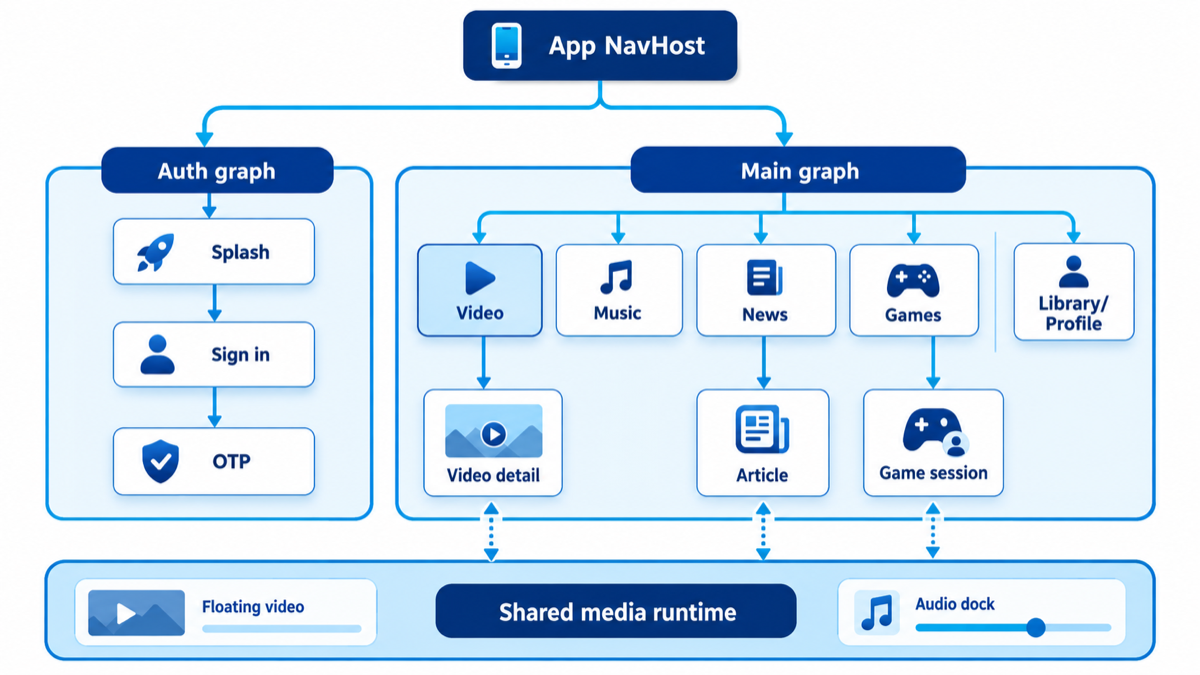 App NavHost
Auth graph
Main graph
Splash
Sign in
OTP
Video
Music
News
Games
Library/
Profile
Video detail
Article
Game session
Floating video
Shared media runtime
Audio dock